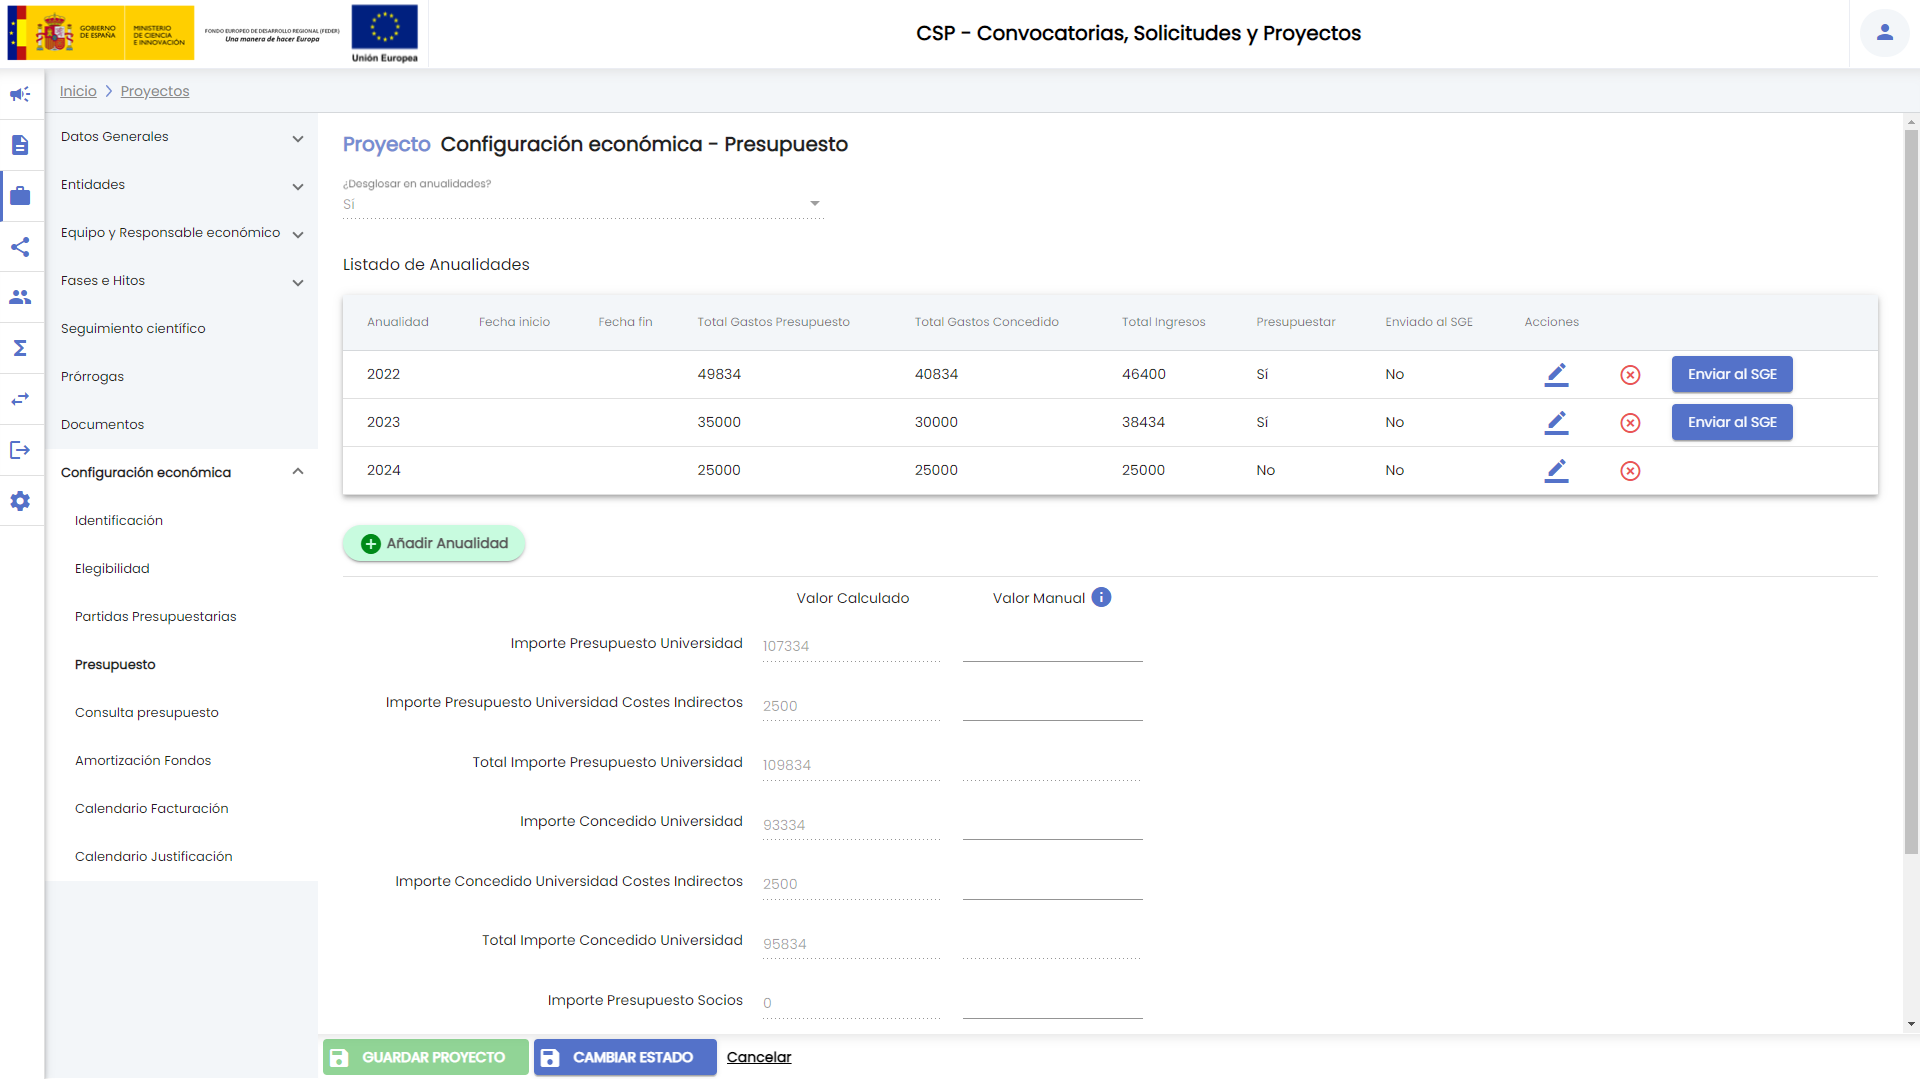 GOBIERNO DE ESPAÑA
MINISTERIO DE CIENCIA E INNOVACIÓN
FONDO EUROPEO DE DESARROLLO REGIONAL (FEDER)
Una manera de hacer Europa
Unión Europea
CSP - Convocatorias, Solicitudes y Proyectos
Inicio > Proyectos
Datos Generales
Entidades
Equipo y Responsable económico
Fases e Hitos
Seguimiento científico
Prórrogas
Documentos
Configuración económica
Identificación
Elegibilidad
Partidas Presupuestarias
Presupuesto
Consulta presupuesto
Amortización Fondos
Calendario Facturación
Calendario Justificación
Proyecto Configuración económica - Presupuesto
¿Desglosar en anualidades?
Sí
Listado de Anualidades
Anualidad Fecha inicio Fecha fin Total Gastos Presupuesto Total Gastos Concedido Total Ingresos Presupuestar Enviado al SGE Acciones
2022 49834 40834 46400 Sí No Enviar al SGE
2023 35000 30000 38434 Sí No Enviar al SGE
2024 25000 25000 25000 No No
Añadir Anualidad
Valor Calculado Valor Manual i
Importe Presupuesto Universidad 107334
Importe Presupuesto Universidad Costes Indirectos 2500
Total Importe Presupuesto Universidad 109834
Importe Concedido Universidad 93334
Importe Concedido Universidad Costes Indirectos 2500
Total Importe Concedido Universidad 95834
Importe Presupuesto Socios 0
GUARDAR PROYECTO CAMBIAR ESTADO Cancelar